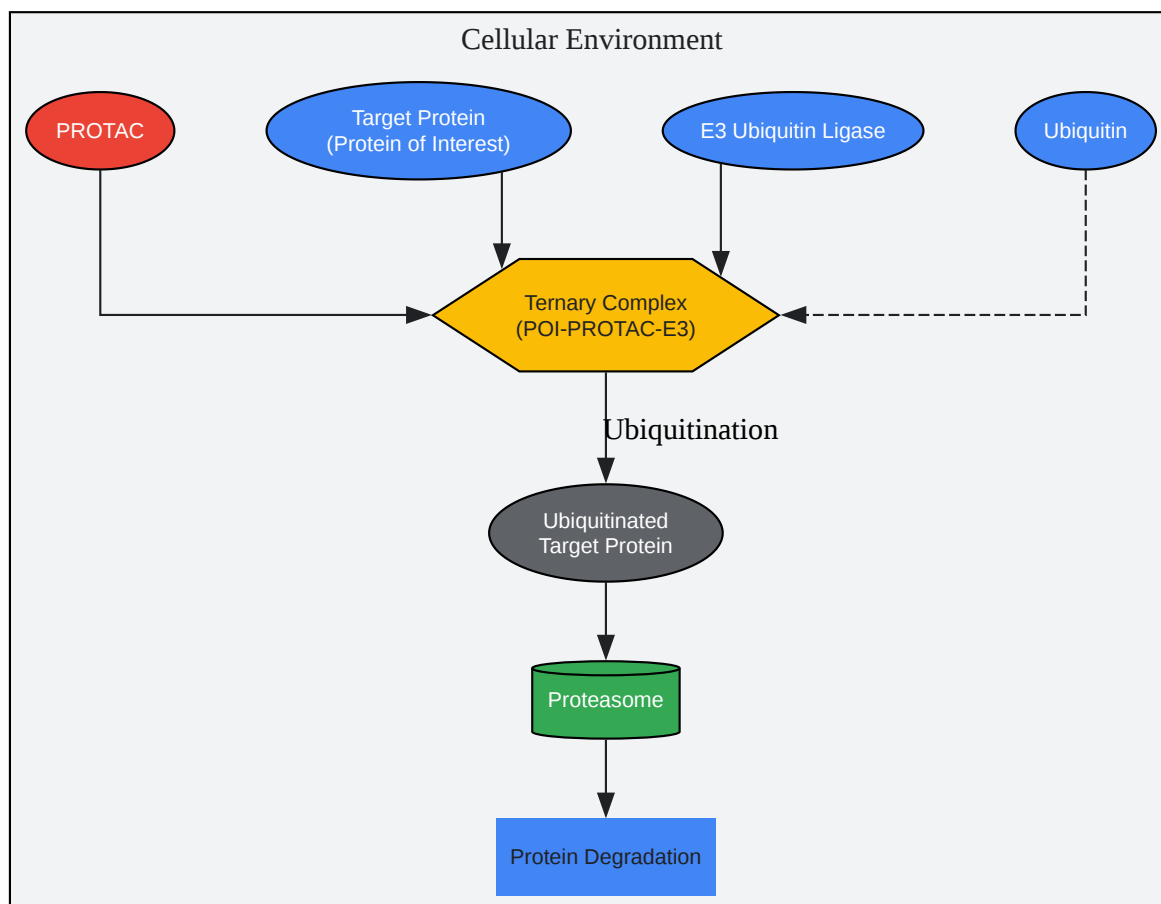 Cellular Environment
PROTAC
Target Protein
(Protein of Interest)
E3 Ubiquitin Ligase
Ubiquitin
Ternary Complex
(POI-PROTAC-E3)
Ubiquitination
Ubiquitinated
Target Protein
Proteasome
Protein Degradation